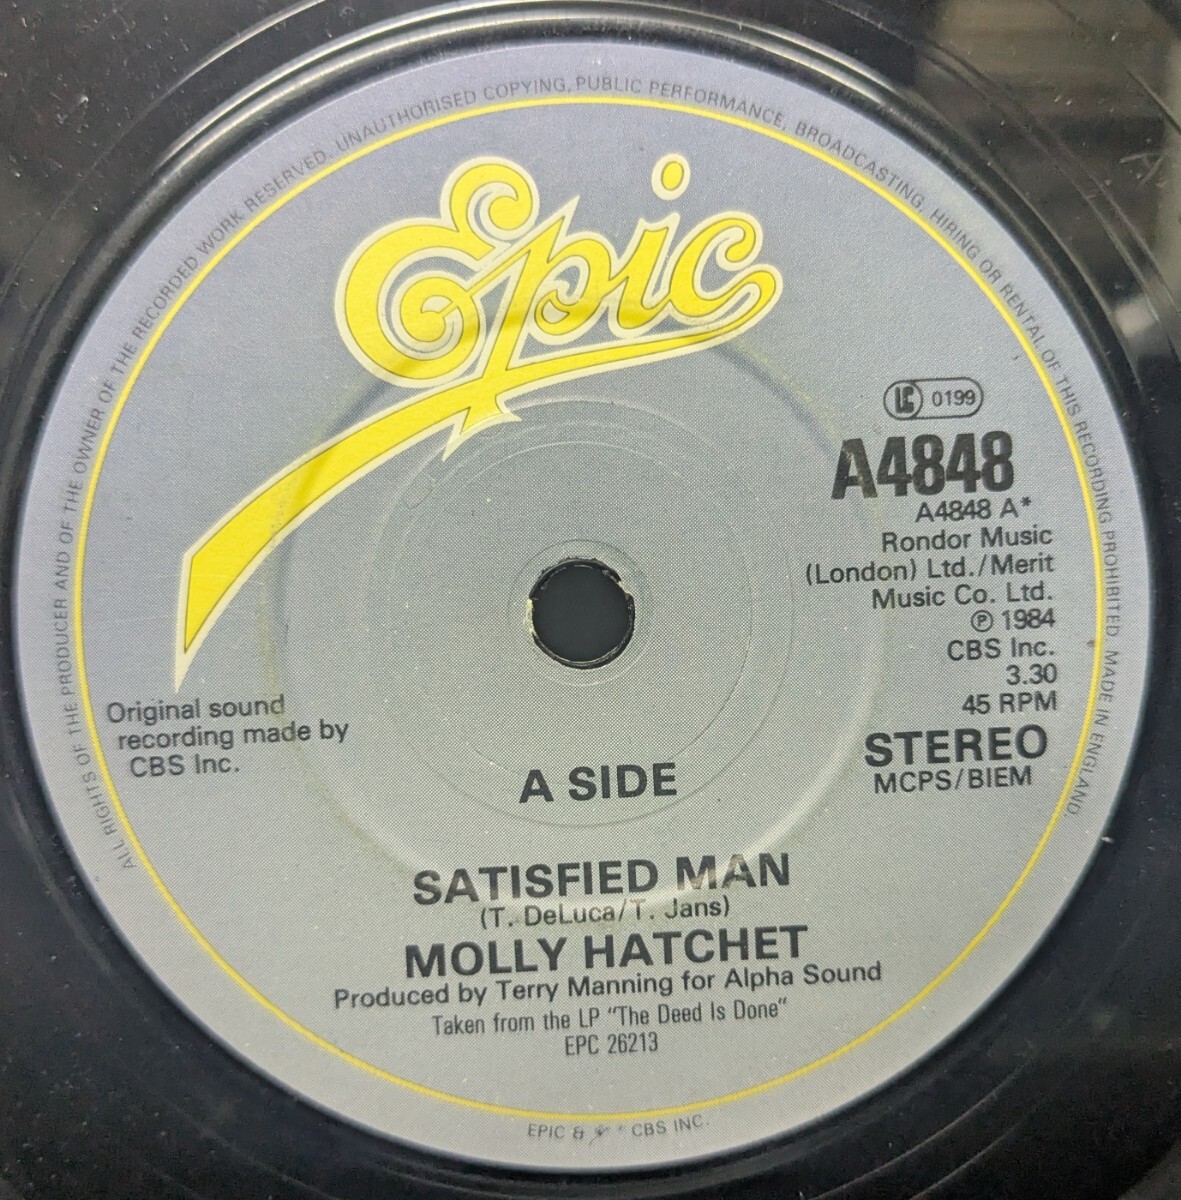 ALL RIGHTS OF THE PRODUCER AND OF THE OWNER OF THE RECORDED WORK RESERVED. UNAUTHORISED COPYING, PUBLIC PERFORMANCE, BROADCASTING, HIRING OR RENTAL OF THIS RECORDING PROHIBITED. MADE IN ENGLAND.
Epic
LC 0199
A4848
A4848 A*
Rondor Music
(London) Ltd./Merit
Music Co. Ltd.
℗ 1984
CBS Inc.
3.30
45 RPM
STEREO
MCPS/BIEM
Original sound
recording made by
CBS Inc.
A SIDE
SATISFIED MAN
(T. DeLuca/T. Jans)
MOLLY HATCHET
Produced by Terry Manning for Alpha Sound
Taken from the LP "The Deed Is Done"
EPC 26213
EPIC & CBS INC.